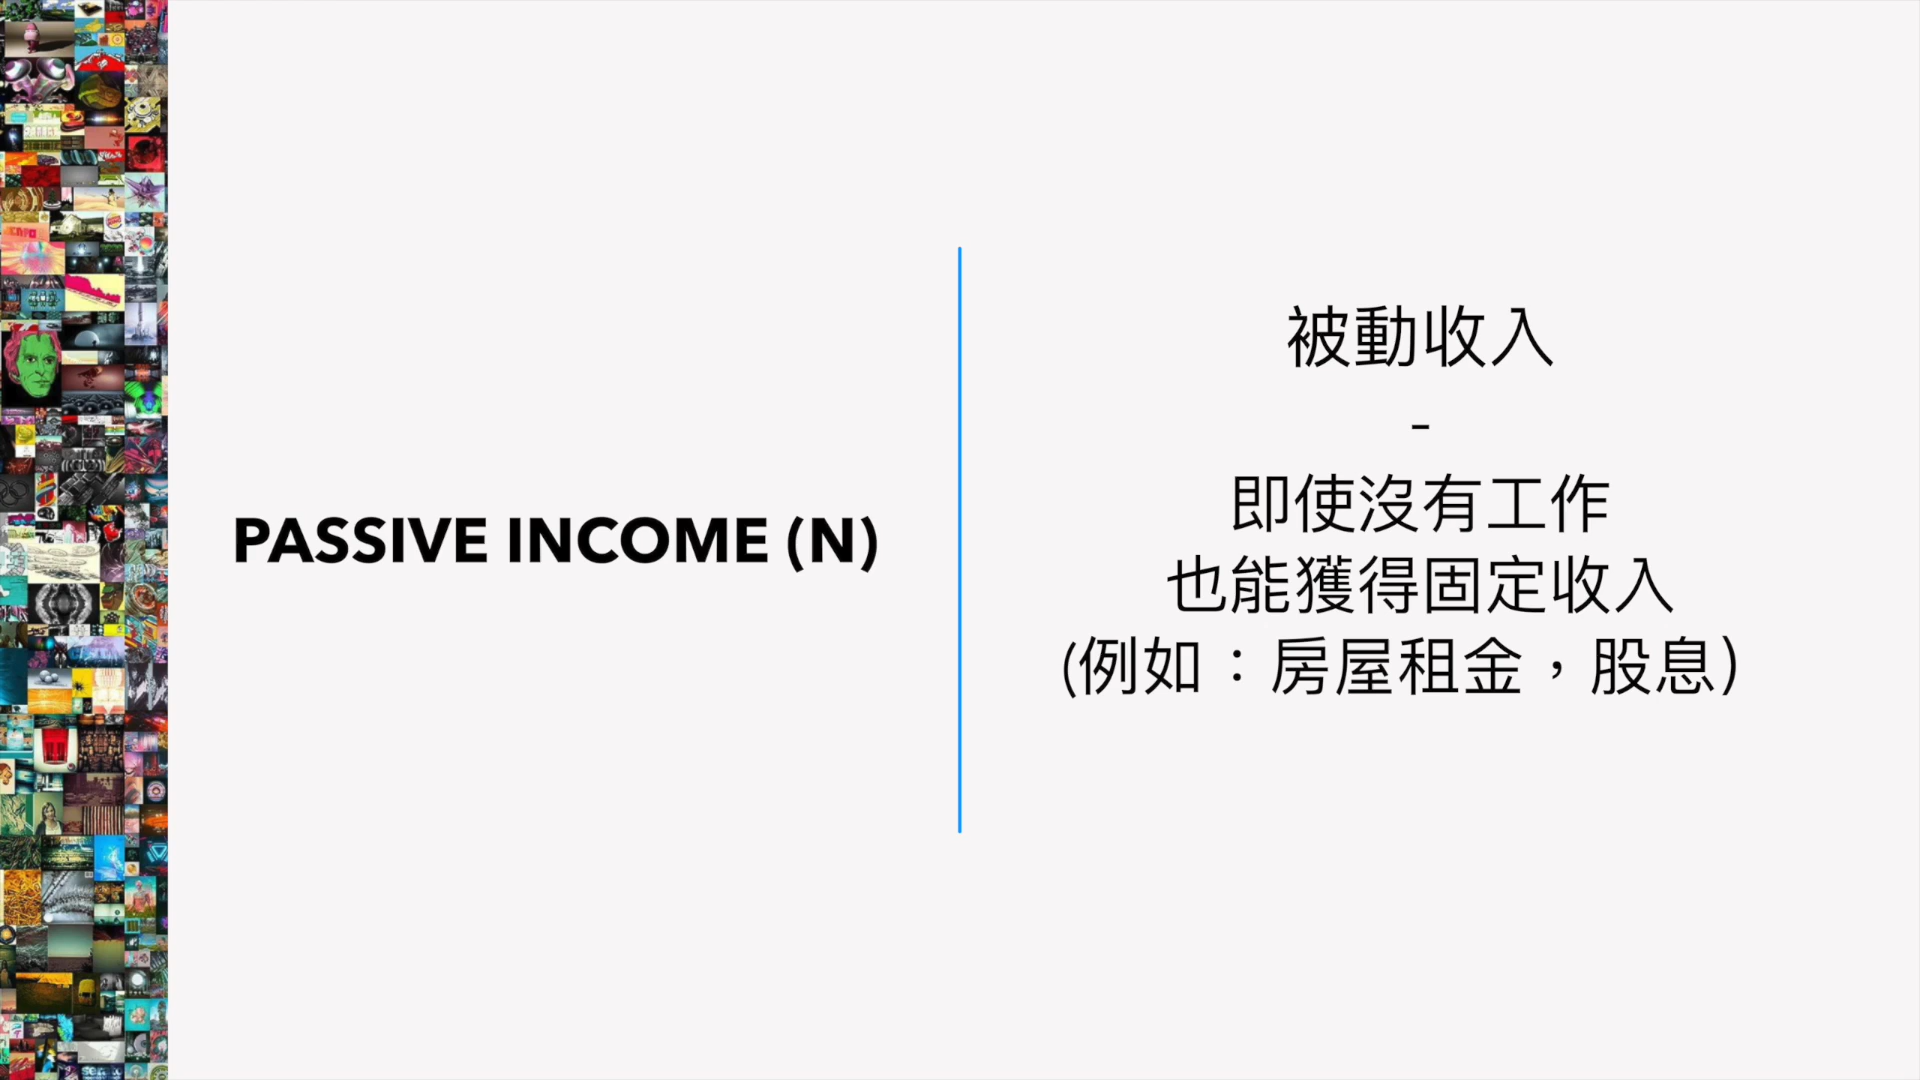 PASSIVE INCOME (N)
被動收入
-
即使沒有工作
也能獲得固定收入
(例如：房屋租金，股息)